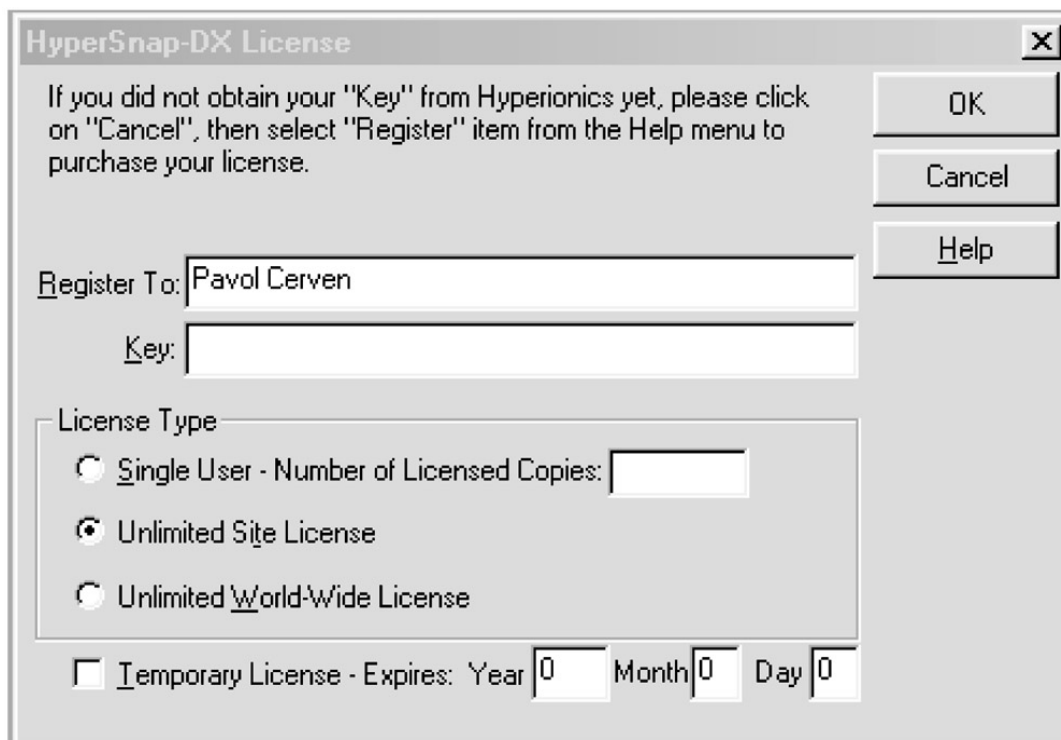 HyperSnap-DX License
If you did not obtain your "Key" from Hyperionics yet, please click
on "Cancel", then select "Register" item from the Help menu to
purchase your license.
OK
Cancel
Help
Register To: Pavol Cerven
Key:
License Type
Single User - Number of Licensed Copies:
Unlimited Site License
Unlimited World-Wide License
Temporary License - Expires: Year 0 Month 0 Day 0